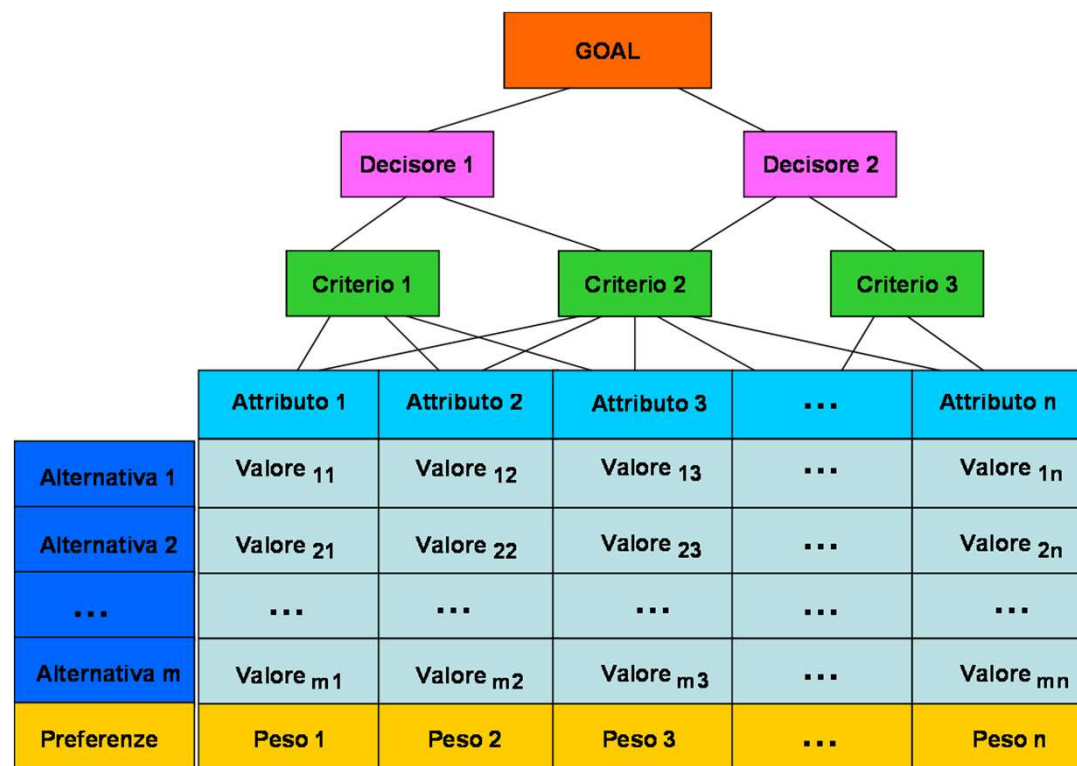 GOAL
Decisore 1 Decisore 2
Criterio 1 Criterio 2 Criterio 3
Attributo 1 Attributo 2 Attributo 3 ... Attributo n
Alternativa 1 Valore 11 Valore 12 Valore 13 ... Valore 1n
Alternativa 2 Valore 21 Valore 22 Valore 23 ... Valore 2n
... ... ... ... ... ...
Alternativa m Valore m1 Valore m2 Valore m3 ... Valore mn
Preferenze Peso 1 Peso 2 Peso 3 ... Peso n